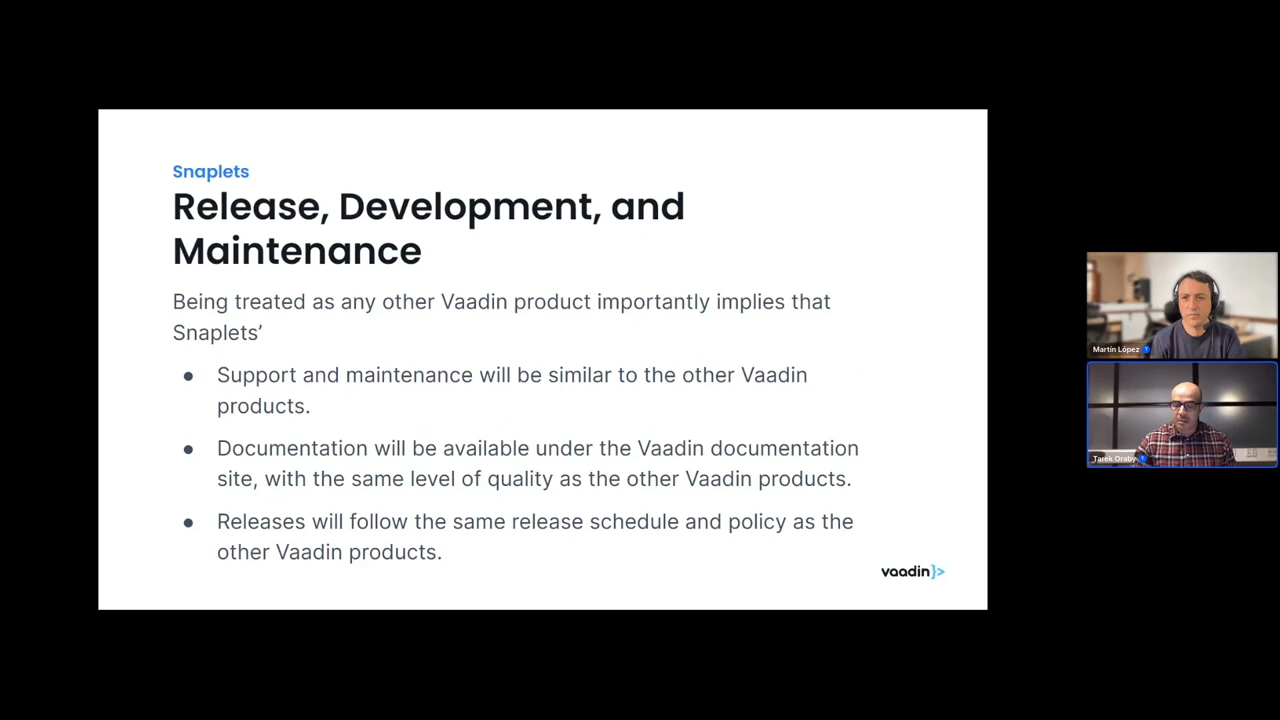 Snaplets
Release, Development, and
Maintenance
Being treated as any other Vaadin product importantly implies that
Snaplets’
● Support and maintenance will be similar to the other Vaadin
products.
● Documentation will be available under the Vaadin documentation
site, with the same level of quality as the other Vaadin products.
● Releases will follow the same release schedule and policy as the
other Vaadin products.
vaadin}>
Martín López
Tarek Oraby